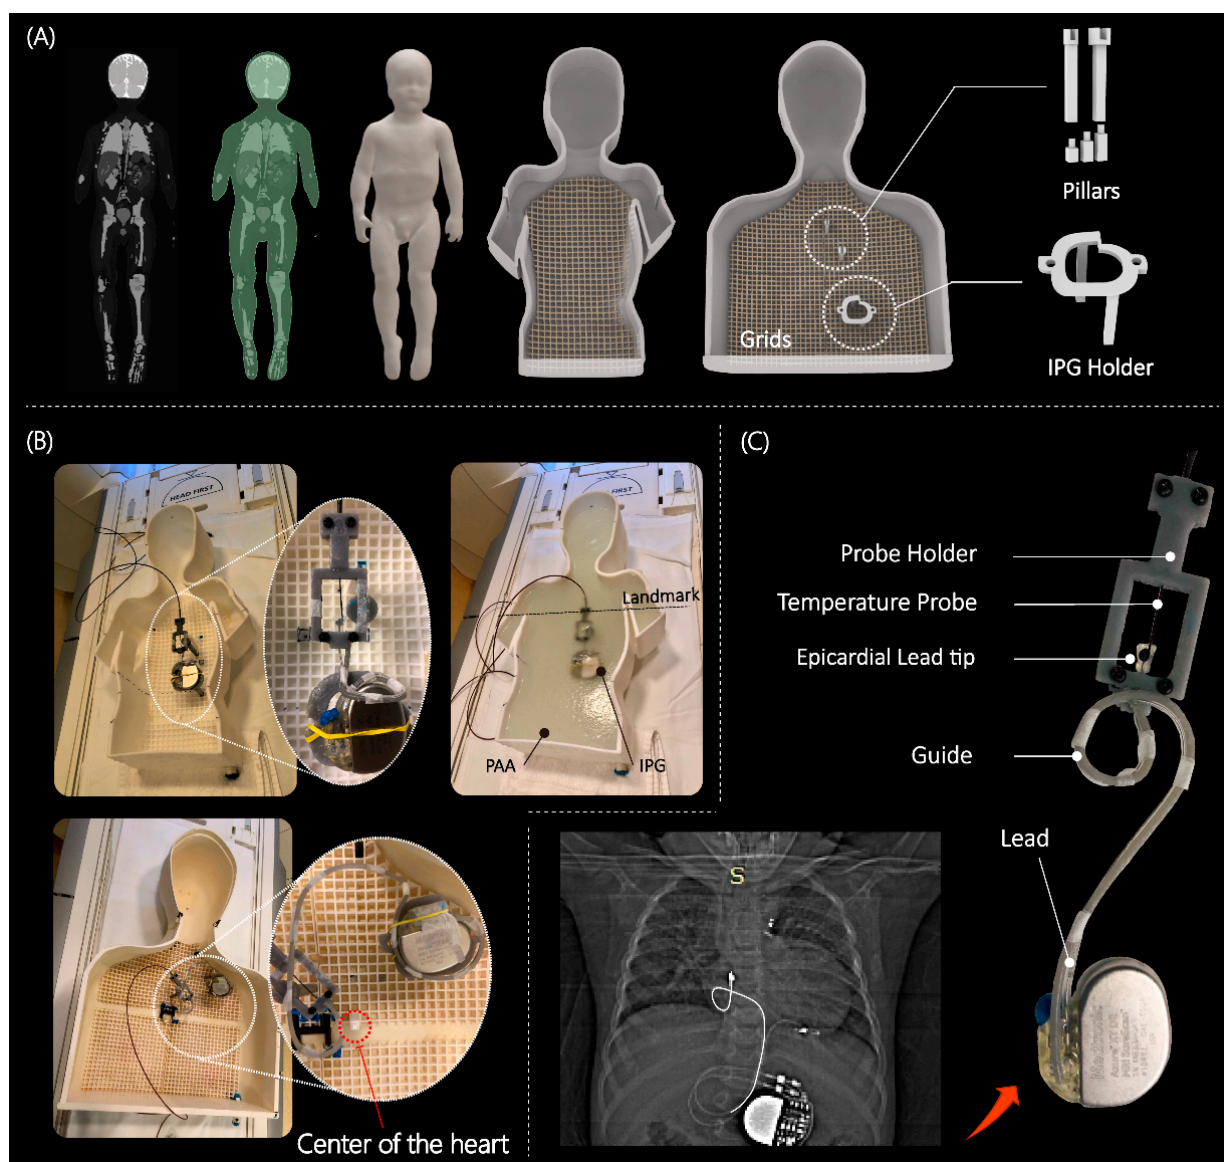 (A)
Pillars
Grids
IPG Holder
(B)
HEAD FIRST
FIRST
Landmark
PAA
IPG
Center of the heart
S
(C)
Probe Holder
Temperature Probe
Epicardial Lead tip
Guide
Lead
Medtronic